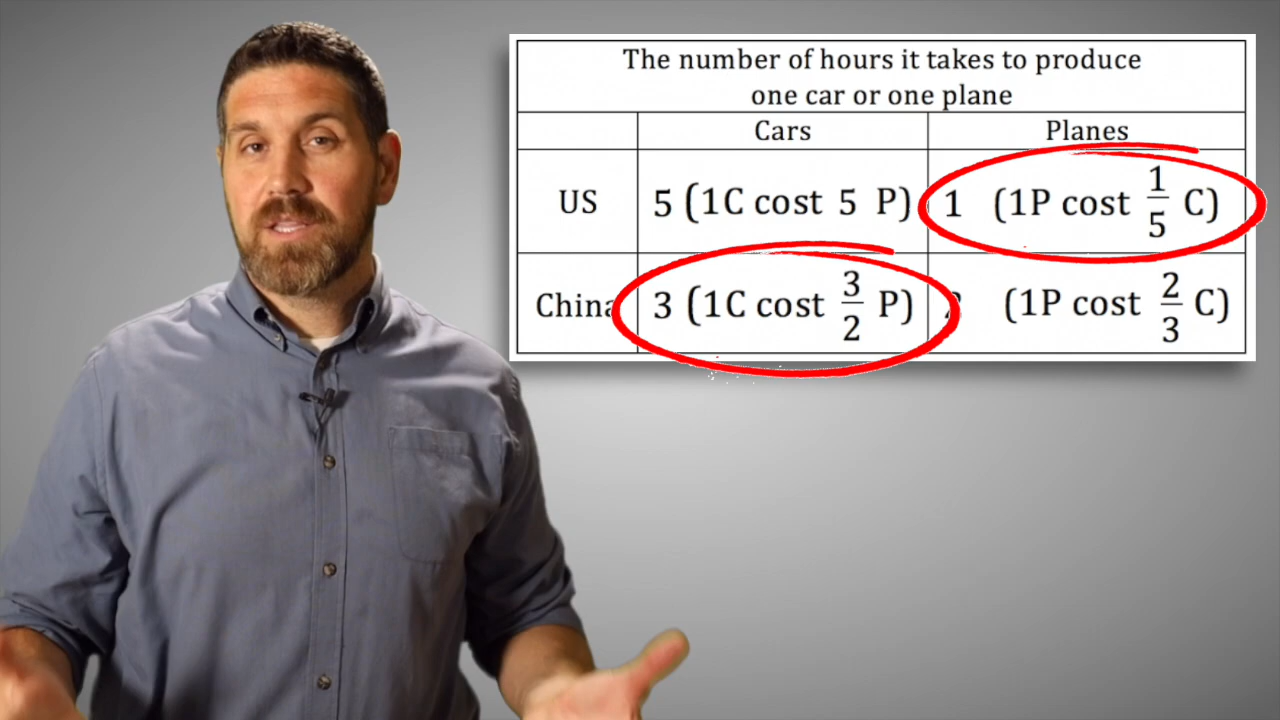 The number of hours it takes to produce
one car or one plane
Cars Planes
US 5 (1C cost 5 P) 1 (1P cost 1/5 C)
China 3 (1C cost 3/2 P) (1P cost 2/3 C)